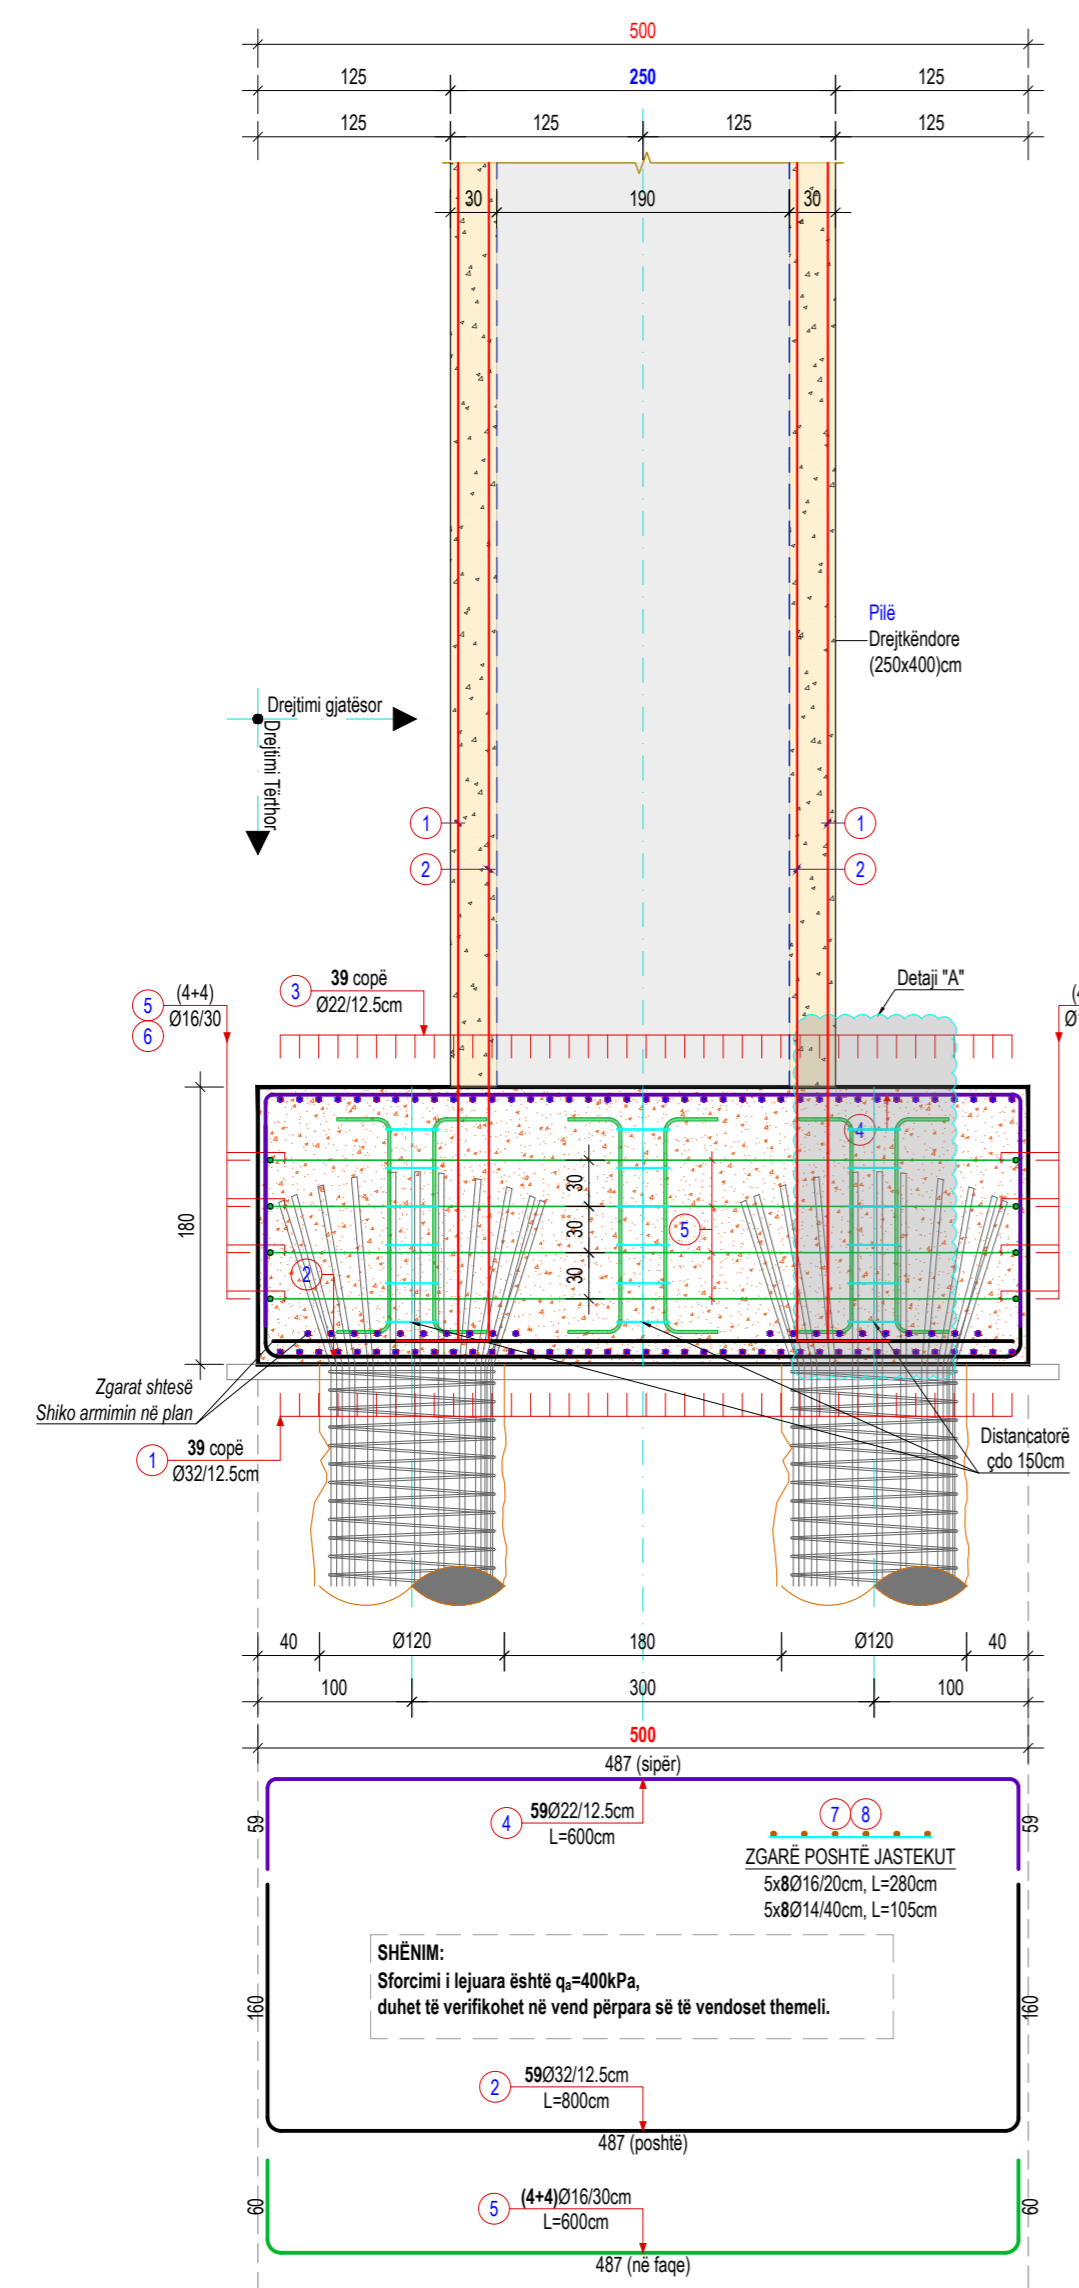 500
125 250 125
125 125 125 125
30 190 30
Pilë
Drejtkëndore
(250x400)cm
Drejtimi gjatësor
Drejtimi Tërthor
1 1
2 2
Detaji "A"
5 (4+4)
Ø16/30
6
3 39 copë
Ø22/12.5cm
4
180
30
30
30
5
2
Zgarat shtesë
Shiko armimin në plan
1 39 copë
Ø32/12.5cm
Distancatorë
çdo 150cm
40 Ø120 180 Ø120 40
100 300 100
500
487 (sipër)
59 59
4 59Ø22/12.5cm
L=600cm
7 8
ZGARË POSHTË JASTEKUT
5x8Ø16/20cm, L=280cm
5x8Ø14/40cm, L=105cm
SHËNIM:
Sforcimi i lejuara është qa=400kPa,
duhet të verifikohet në vend përpara së të vendoset themeli.
160 160
2 59Ø32/12.5cm
L=800cm
487 (poshtë)
60 60
5 (4+4)Ø16/30cm
L=600cm
487 (në faqe)